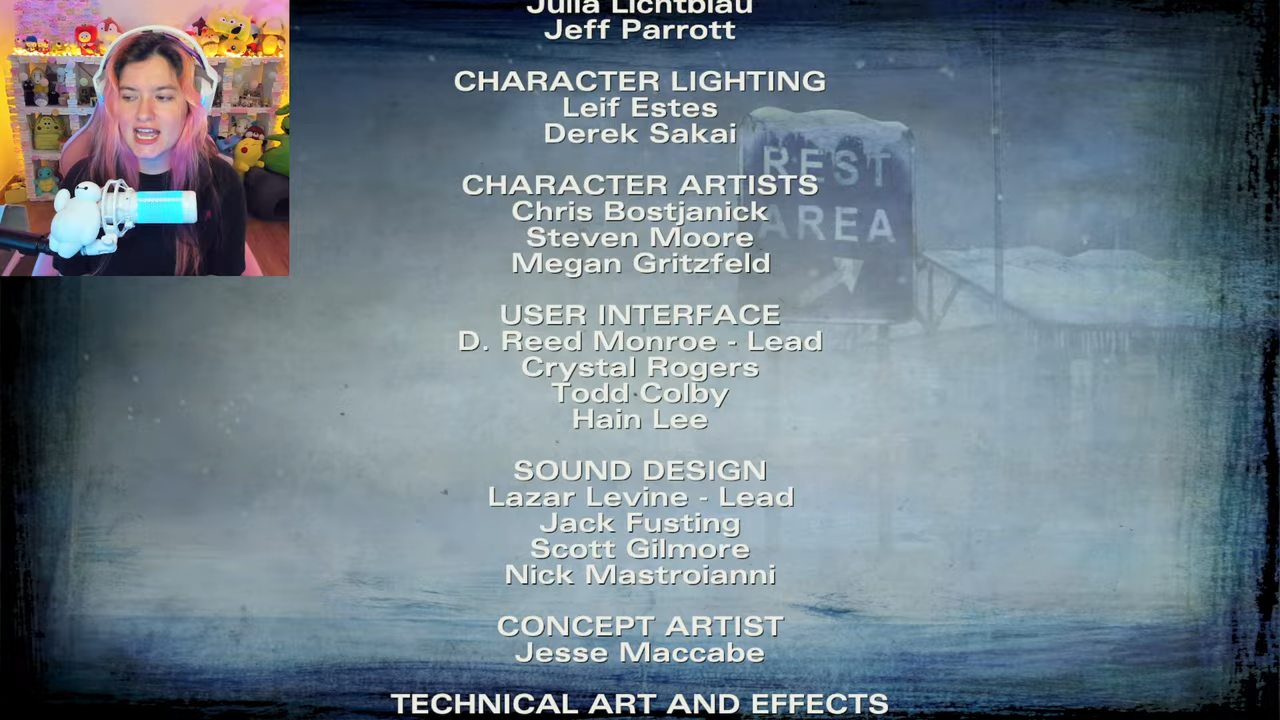 Julia Lichtblau
Jeff Parrott
CHARACTER LIGHTING
Leif Estes
Derek Sakai
CHARACTER ARTISTS
Chris Bostjanick
Steven Moore
Megan Gritzfeld
USER INTERFACE
D. Reed Monroe - Lead
Crystal Rogers
Todd Colby
Hain Lee
SOUND DESIGN
Lazar Levine - Lead
Jack Fusting
Scott Gilmore
Nick Mastroianni
CONCEPT ARTIST
Jesse Maccabe
TECHNICAL ART AND EFFECTS
REST
AREA